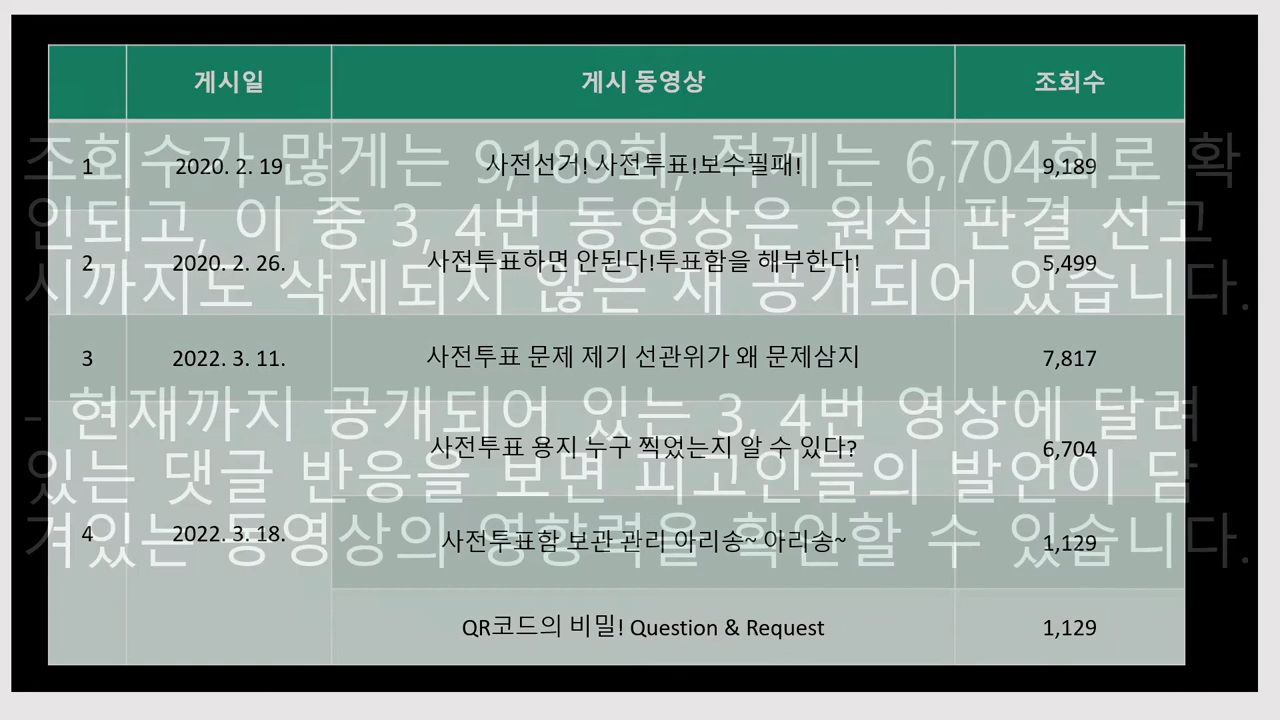 게시일 게시 동영상 조회수
1 2020. 2. 19 사전선거! 사전투표!보수필패! 9,189
2 2020. 2. 26. 사전투표하면 안된다!투표함을 해부한다! 5,499
3 2022. 3. 11. 사전투표 문제 제기 선관위가 왜 문제삼지 7,817
사전투표 용지 누구 찍었는지 알 수 있다? 6,704
4 2022. 3. 18. 사전투표함 보관 관리 아리송~ 아리송~ 1,129
QR코드의 비밀! Question & Request 1,129
조회수가 많게는 9,189회, 적게는 6,704회로 확
인되고, 이 중 3, 4번 동영상은 원심 판결 선고
시까지도 삭제되지 않은 채 공개되어 있습니다.
- 현재까지 공개되어 있는 3, 4번 영상에 달려
있는 댓글 반응을 보면 피고인들의 발언이 담
겨있는 동영상의 영향력을 확인할 수 있습니다.